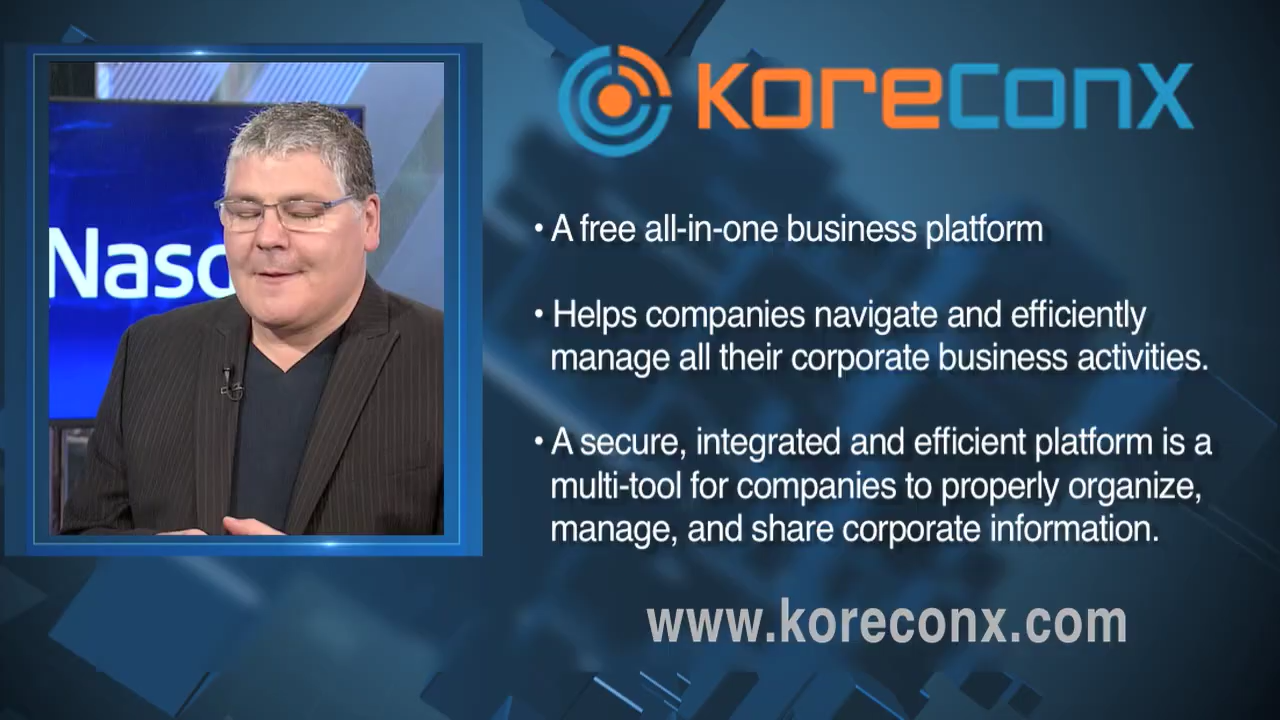 Nasd
KoreConX
• A free all-in-one business platform
• Helps companies navigate and efficiently
manage all their corporate business activities.
• A secure, integrated and efficient platform is a
multi-tool for companies to properly organize,
manage, and share corporate information.
www.koreconx.com